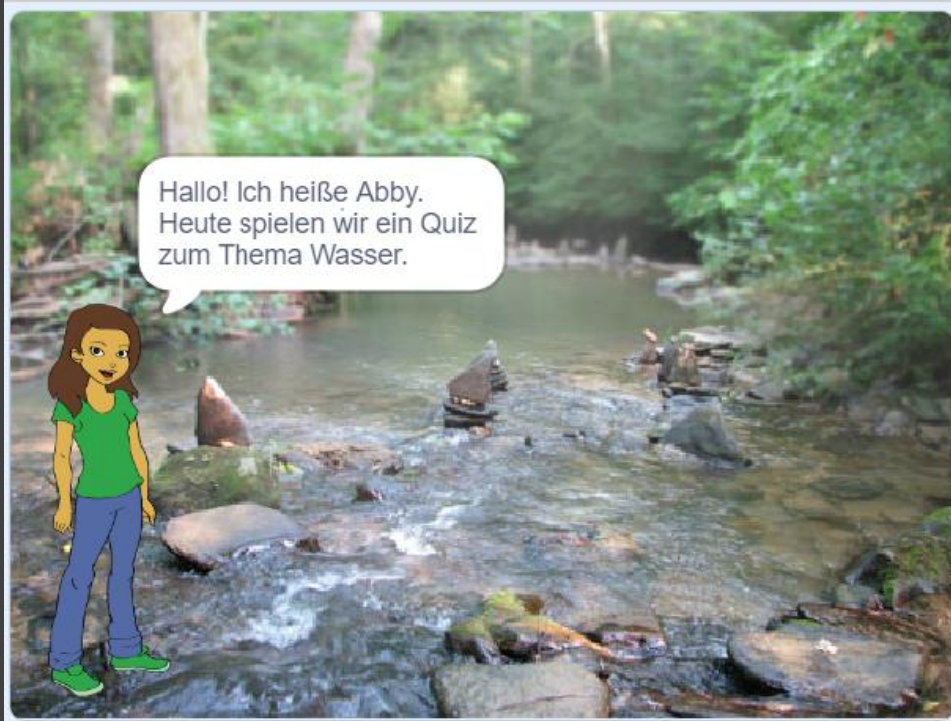 Hallo! Ich heiße Abby.
Heute spielen wir ein Quiz
zum Thema Wasser.